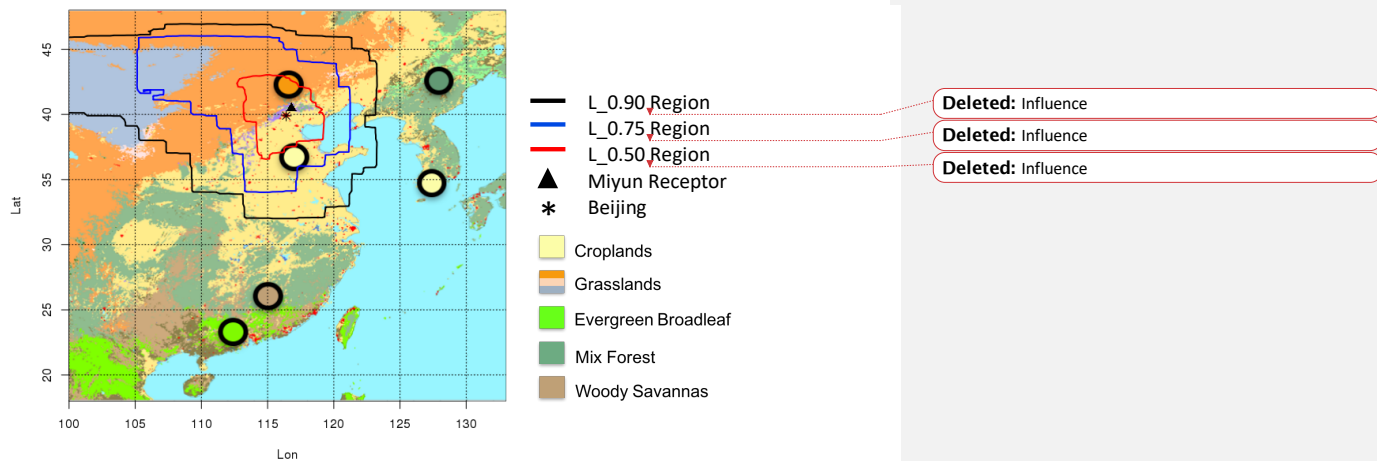 45
40
35
30
25
20
Lat
100
105
110
115
120
125
130
Lon
L_0.90 Region
L_0.75 Region
L_0.50 Region
Miyun Receptor
* Beijing
Croplands
Grasslands
Evergreen Broadleaf
Mix Forest
Woody Savannas
Deleted: Influence
Deleted: Influence
Deleted: Influence